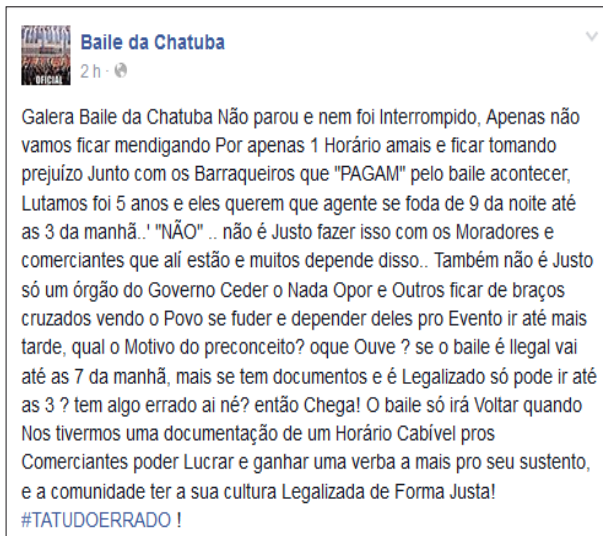 Baile da Chatuba
2 h ·
OFICIAL
Galera Baile da Chatuba Não parou e nem foi Interrompido, Apenas não
vamos ficar mendigando Por apenas 1 Horário amais e ficar tomando
prejuízo Junto com os Barraqueiros que "PAGAM" pelo baile acontecer,
Lutamos foi 5 anos e eles querem que agente se foda de 9 da noite até
as 3 da manhã..' "NÃO" .. não é Justo fazer isso com os Moradores e
comerciantes que alí estão e muitos depende disso.. Também não é Justo
só um órgão do Governo Ceder o Nada Opor e Outros ficar de braços
cruzados vendo o Povo se fuder e depender deles pro Evento ir até mais
tarde, qual o Motivo do preconceito? oque Ouve ? se o baile é Ilegal vai
até as 7 da manhã, mais se tem documentos e é Legalizado só pode ir até
as 3 ? tem algo errado ai né? então Chega! O baile só irá Voltar quando
Nos tivermos uma documentação de um Horário Cabível pros
Comerciantes poder Lucrar e ganhar uma verba a mais pro seu sustento,
e a comunidade ter a sua cultura Legalizada de Forma Justa!
#TATUDOERRADO !